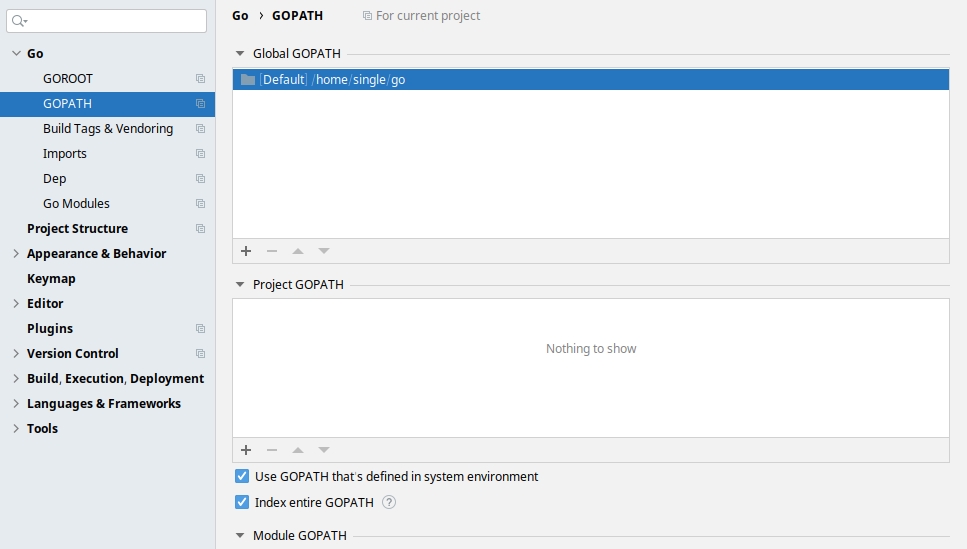 Go
GOROOT
GOPATH
Build Tags & Vendoring
Imports
Dep
Go Modules
Project Structure
Appearance & Behavior
Keymap
Editor
Plugins
Version Control
Build, Execution, Deployment
Languages & Frameworks
Tools
Go › GOPATH For current project
Global GOPATH
[Default] /home/single/go
Project GOPATH
Nothing to show
Use GOPATH that's defined in system environment
Index entire GOPATH ?
Module GOPATH